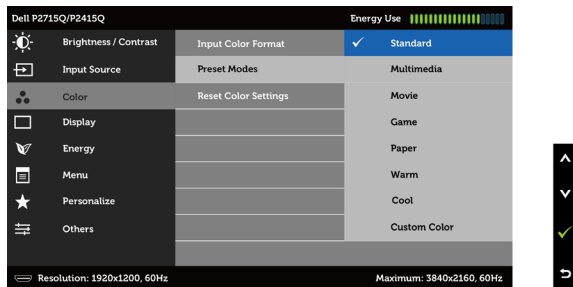 Dell P2715Q/P2415Q Energy Use
Brightness / Contrast Input Color Format Standard
Input Source Preset Modes Multimedia
Color Reset Color Settings Movie
Display Game
Energy Paper
Menu Warm
Personalize Cool
Others Custom Color
Resolution: 1920x1200, 60Hz Maximum: 3840x2160, 60Hz